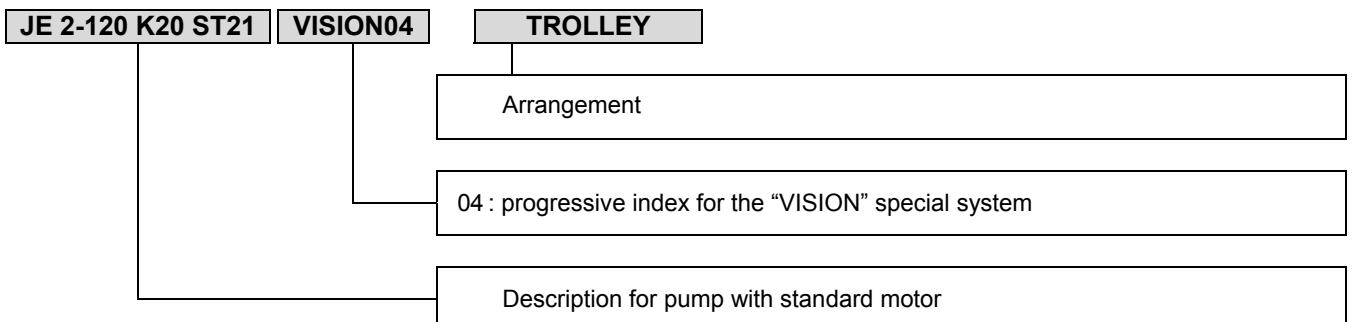 JE 2-120 K20 ST21 VISION04 TROLLEY
Arrangement
04 : progressive index for the “VISION” special system
Description for pump with standard motor